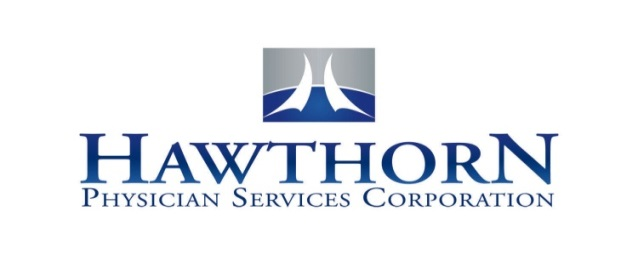 HAWTHORN
PHYSICIAN SERVICES CORPORATION